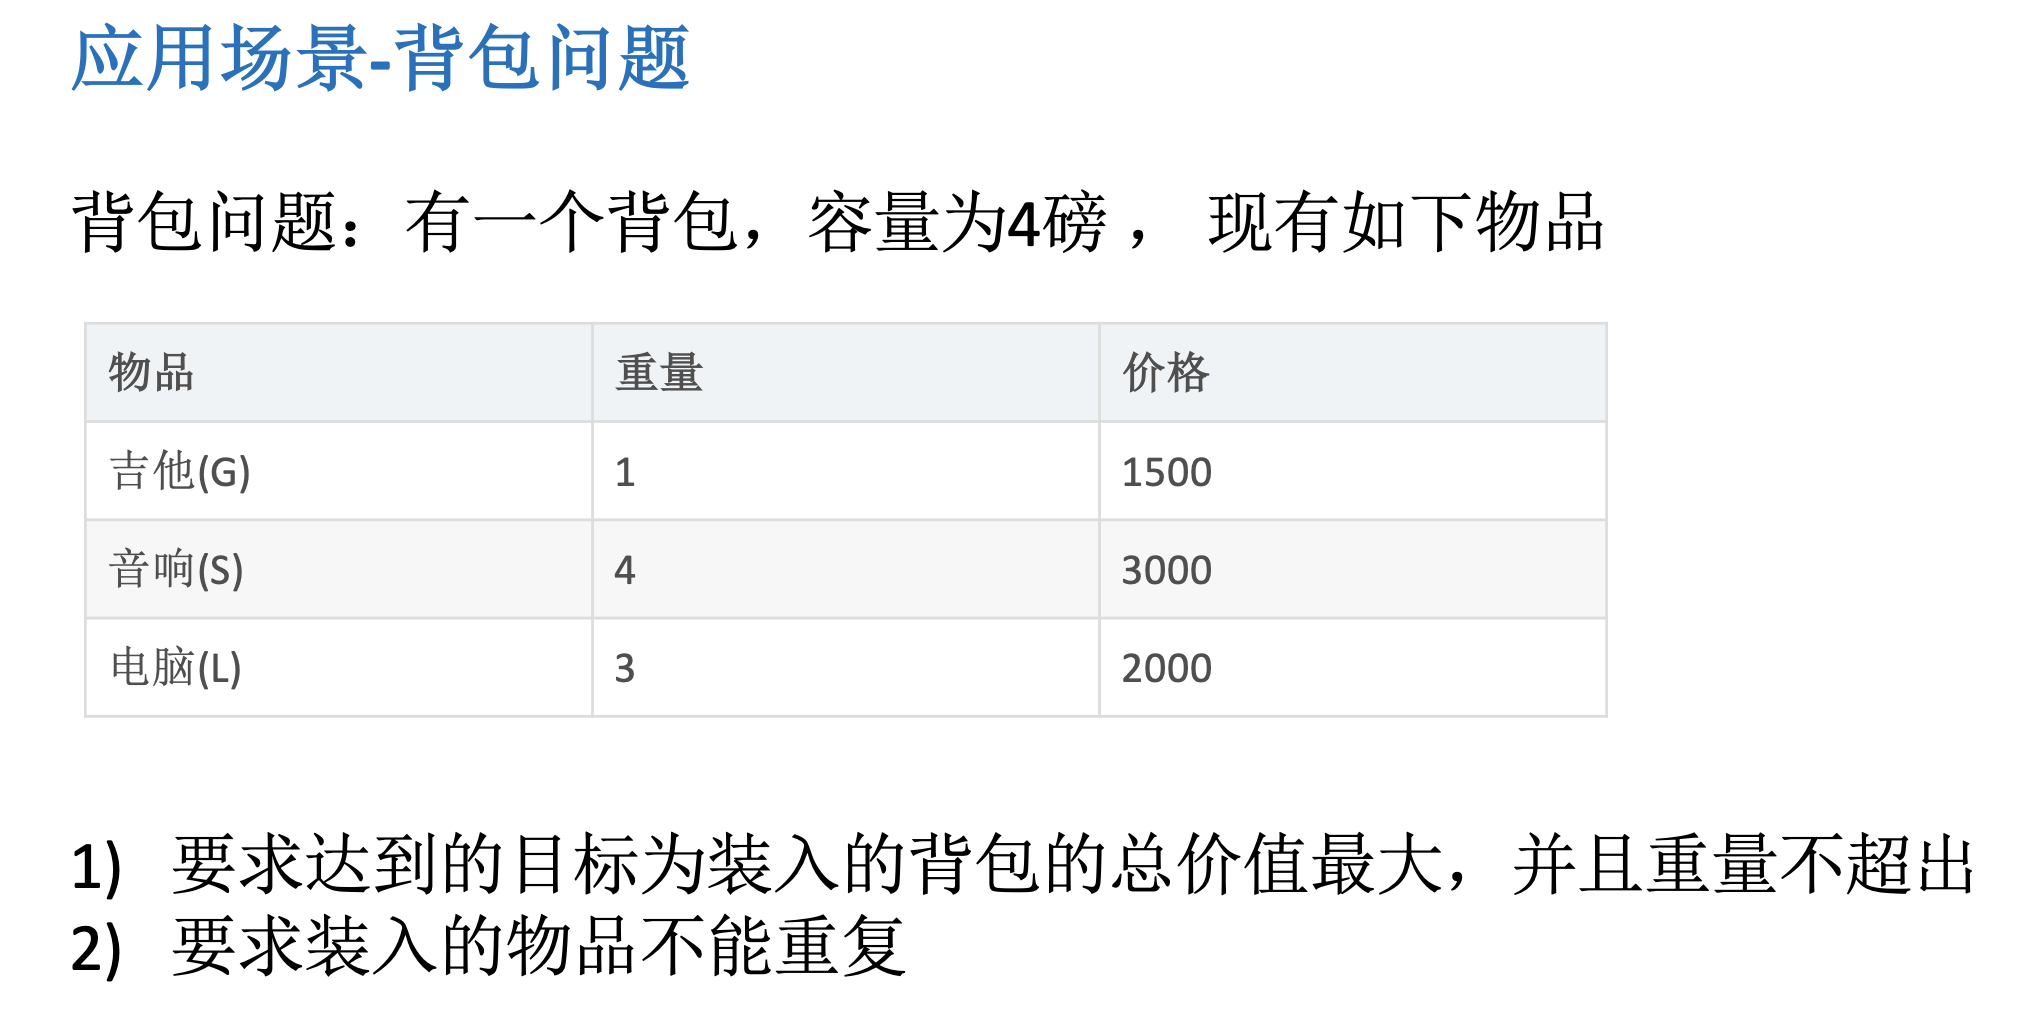 应用场景-背包问题
背包问题：有一个背包，容量为4磅 ， 现有如下物品
物品 重量 价格
吉他(G) 1 1500
音响(S) 4 3000
电脑(L) 3 2000
1) 要求达到的目标为装入的背包的总价值最大，并且重量不超出
2) 要求装入的物品不能重复